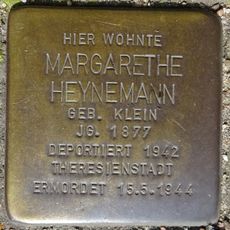 HIER WOHNTE
MARGARETHE
HEYNEMANN
GEB. KLEIN
JG. 1877
DEPORTIERT 1942
THERESIENSTADT
ERMORDET 15.5.1944